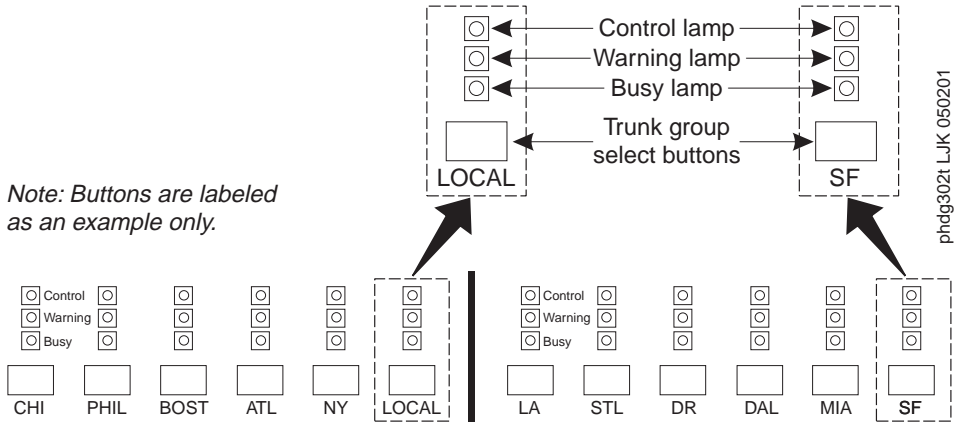 Control lamp
Warning lamp
Busy lamp
Trunk group
select buttons
LOCAL
SF
phdg302t LJK 050201
Note: Buttons are labeled
as an example only.
Control
Warning
Busy
Control
Warning
Busy
CHI PHIL BOST ATL NY LOCAL LA STL DR DAL MIA SF